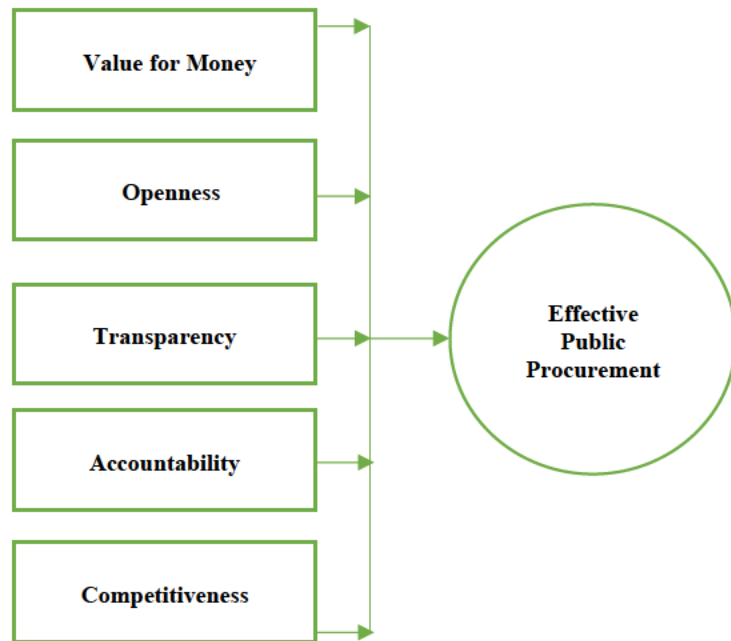 Value for Money
Openness
Transparency
Accountability
Competitiveness
Effective
Public
Procurement